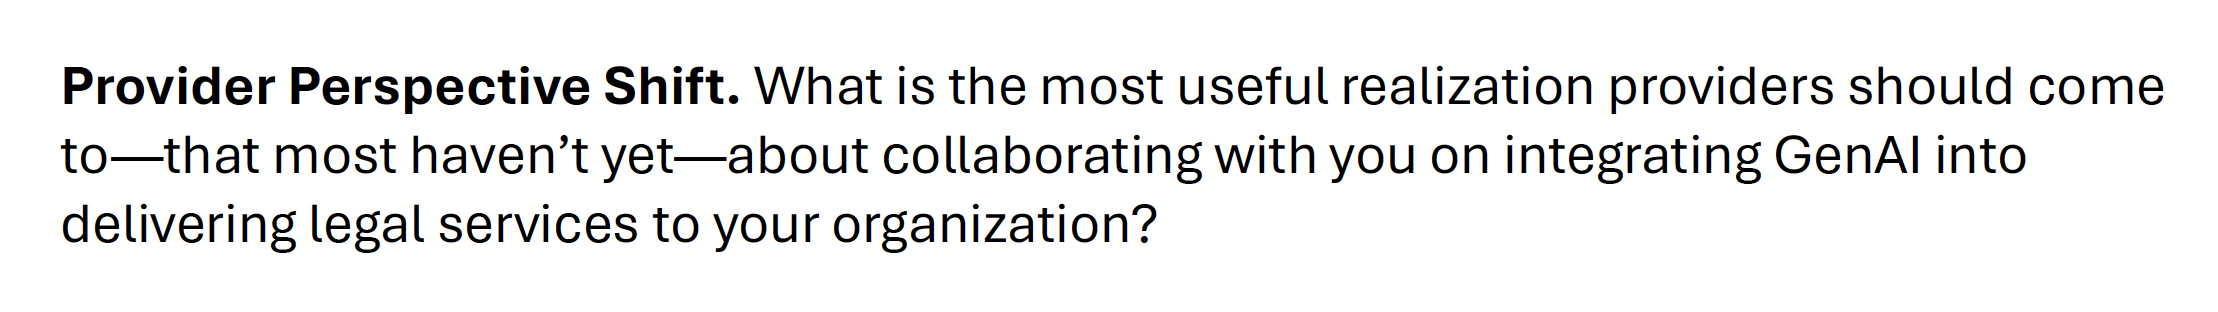 Provider Perspective Shift. What is the most useful realization providers should come
to—that most haven’t yet—about collaborating with you on integrating GenAI into
delivering legal services to your organization?